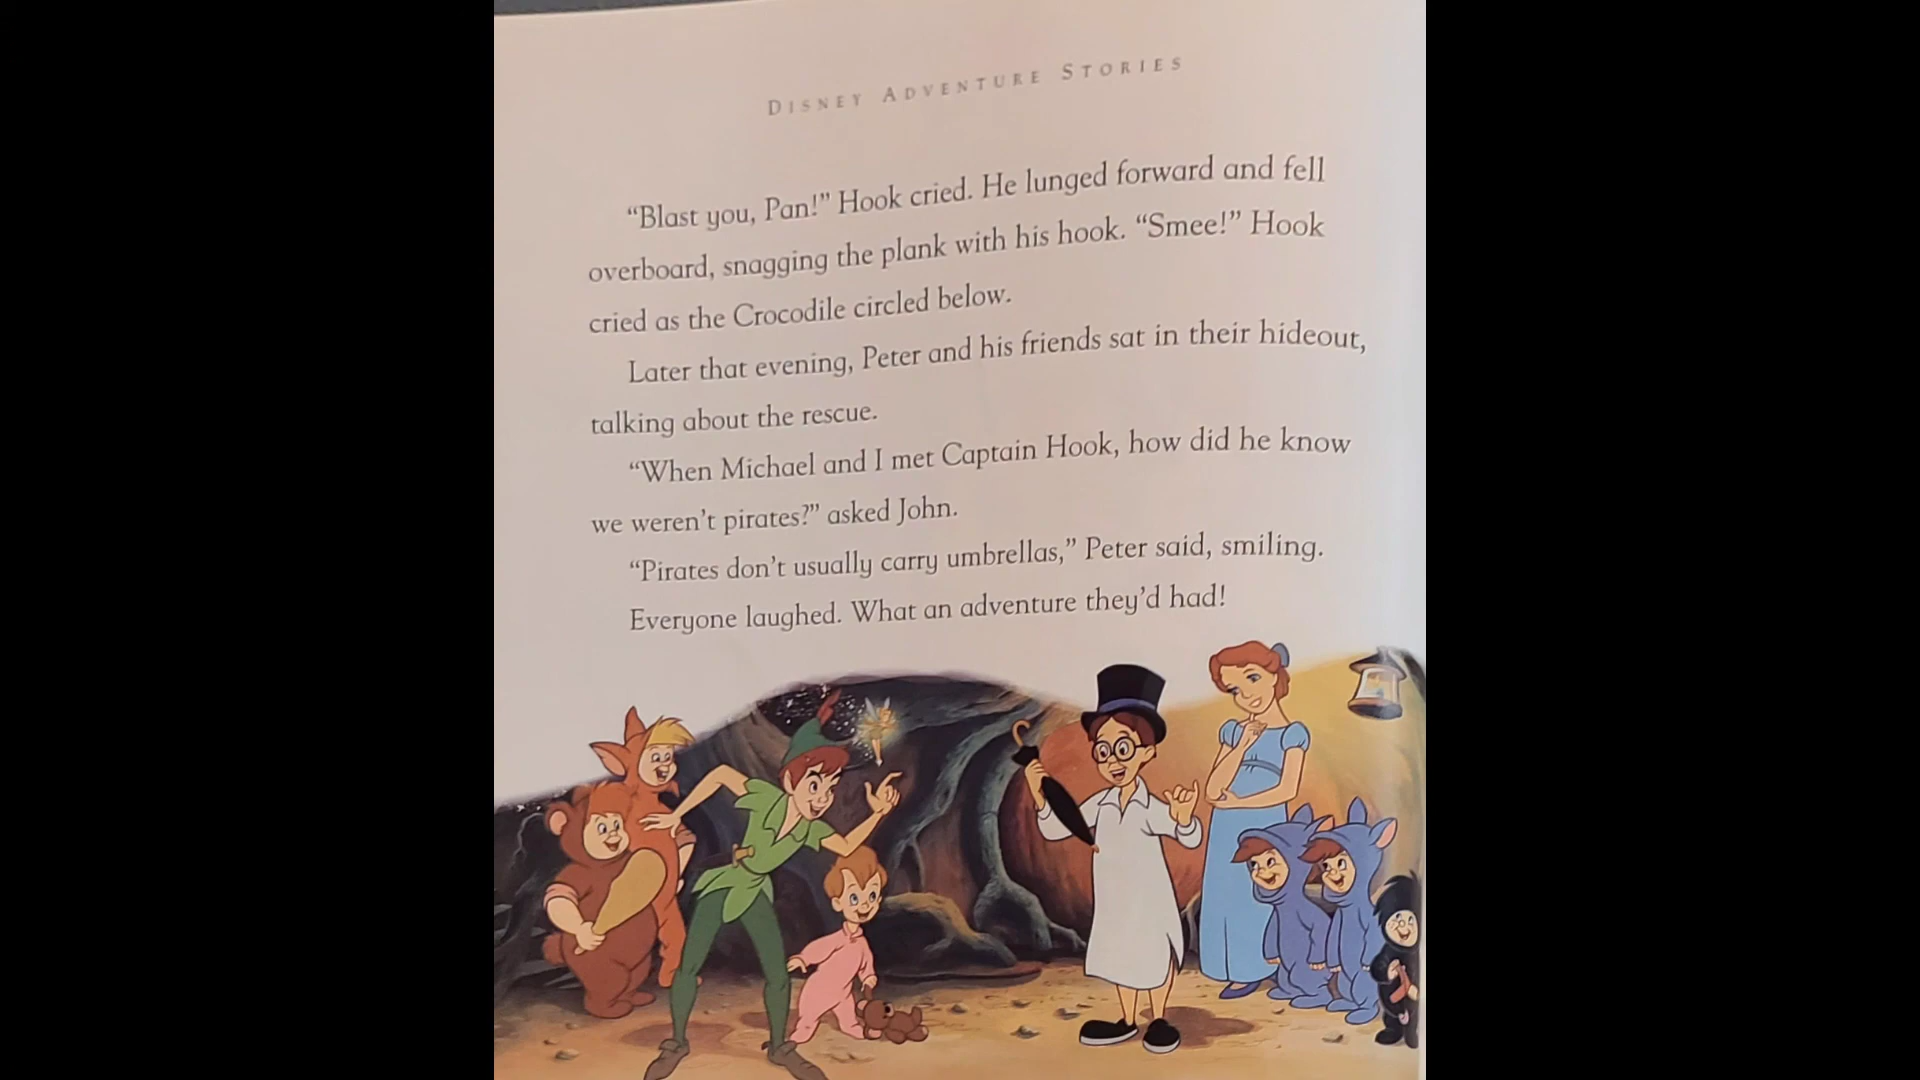 DISNEY ADVENTURE STORIES
“Blast you, Pan!” Hook cried. He lunged forward and fell
overboard, snagging the plank with his hook. “Smee!” Hook
cried as the Crocodile circled below.
Later that evening, Peter and his friends sat in their hideout,
talking about the rescue.
“When Michael and I met Captain Hook, how did he know
we weren’t pirates?” asked John.
“Pirates don’t usually carry umbrellas,” Peter said, smiling.
Everyone laughed. What an adventure they’d had!